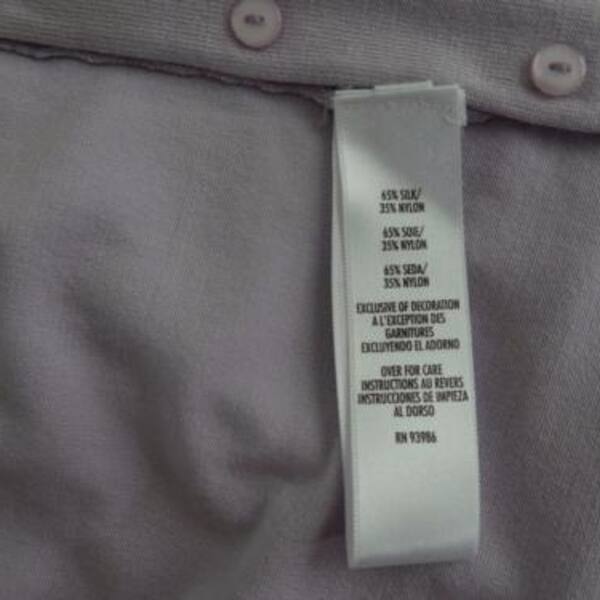 65% SILK/
35% NYLON
65% SOIE/
35% NYLON
65% SEDA/
35% NYLON
EXCLUSIVE OF DECORATION
A L'EXCEPTION DES
GARNITURES
EXCLUYENDO EL ADORNO
OVER FOR CARE
INSTRUCTIONS AU REVERS
INSTRUCCIONES DE LIMPIEZA
AL DORSO
RN 93986